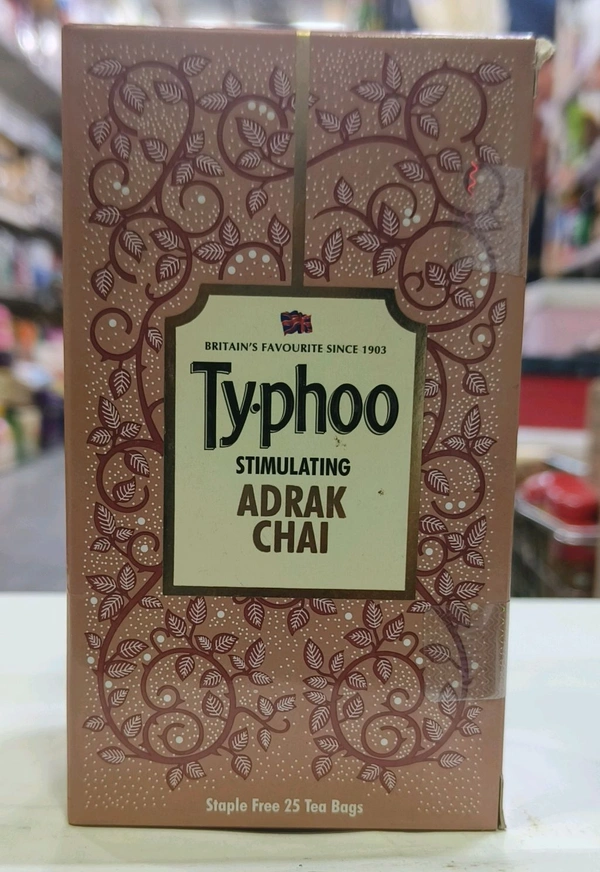 BRITAIN'S FAVOURITE SINCE 1903
Ty·phoo
STIMULATING
ADRAK
CHAI
Staple Free 25 Tea Bags